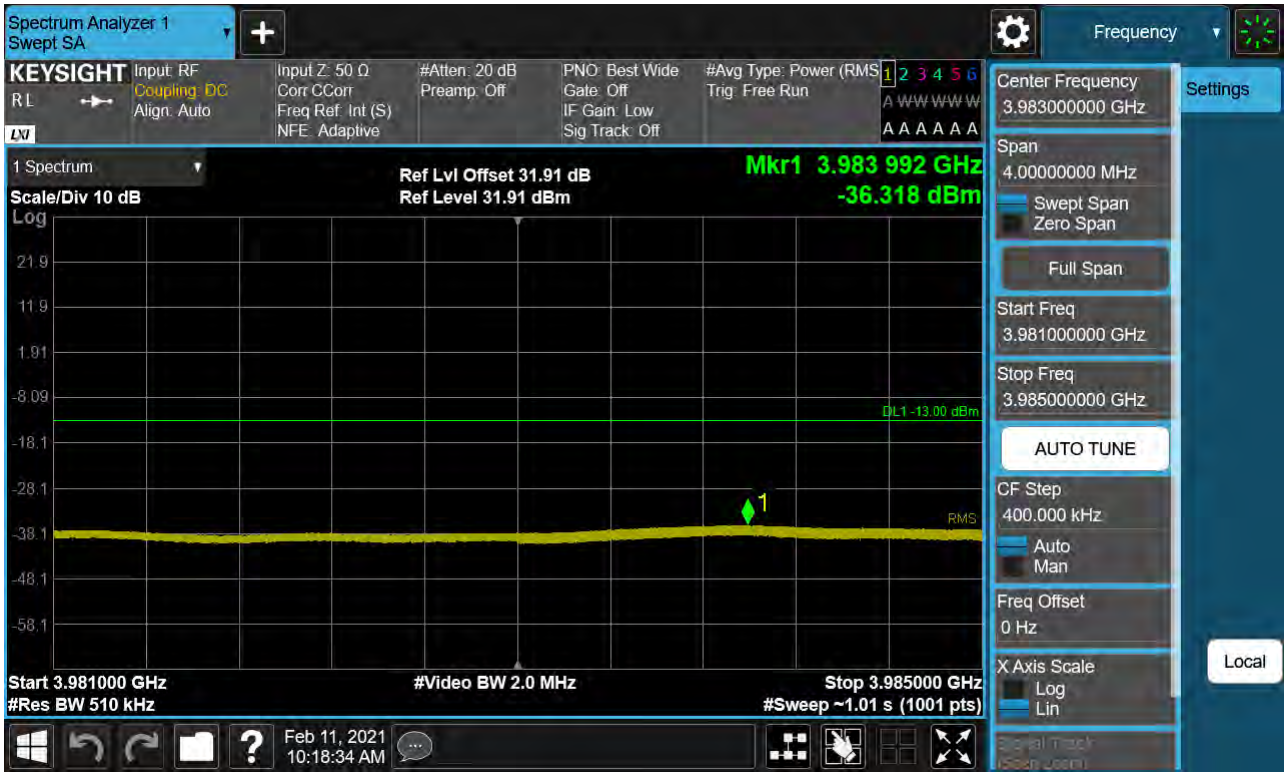 Spectrum Analyzer 1
Swept SA
+
Frequency
KEYSIGHT
RL
LXI
Input: RF
Coupling: DC
Align: Auto
Input Z: 50 Ω
Corr CCorr
Freq Ref: Int (S)
NFE: Adaptive
#Atten: 20 dB
Preamp: Off
PNO: Best Wide
Gate: Off
IF Gain: Low
Sig Track: Off
#Avg Type: Power (RMS
Trig: Free Run
1 2 3 4 5 6
A W W W W W
A A A A A A
1 Spectrum
Scale/Div 10 dB
Log
Ref Lvl Offset 31.91 dB
Ref Level 31.91 dBm
Mkr1 3.983 992 GHz
-36.318 dBm
21.9
11.9
1.91
-8.09
-18.1
-28.1
-38.1
-48.1
-58.1
DL1 -13.00 dBm
1
RMS
Start 3.981000 GHz
#Res BW 510 kHz
#Video BW 2.0 MHz
Stop 3.985000 GHz
#Sweep ~1.01 s (1001 pts)
Center Frequency
3.983000000 GHz
Span
4.00000000 MHz
Swept Span
Zero Span
Full Span
Start Freq
3.981000000 GHz
Stop Freq
3.985000000 GHz
AUTO TUNE
CF Step
400.000 kHz
Auto
Man
Freq Offset
0 Hz
X Axis Scale
Log
Lin
Signal Track
(Span Zoom)
Settings
Local
?
Feb 11, 2021
10:18:34 AM